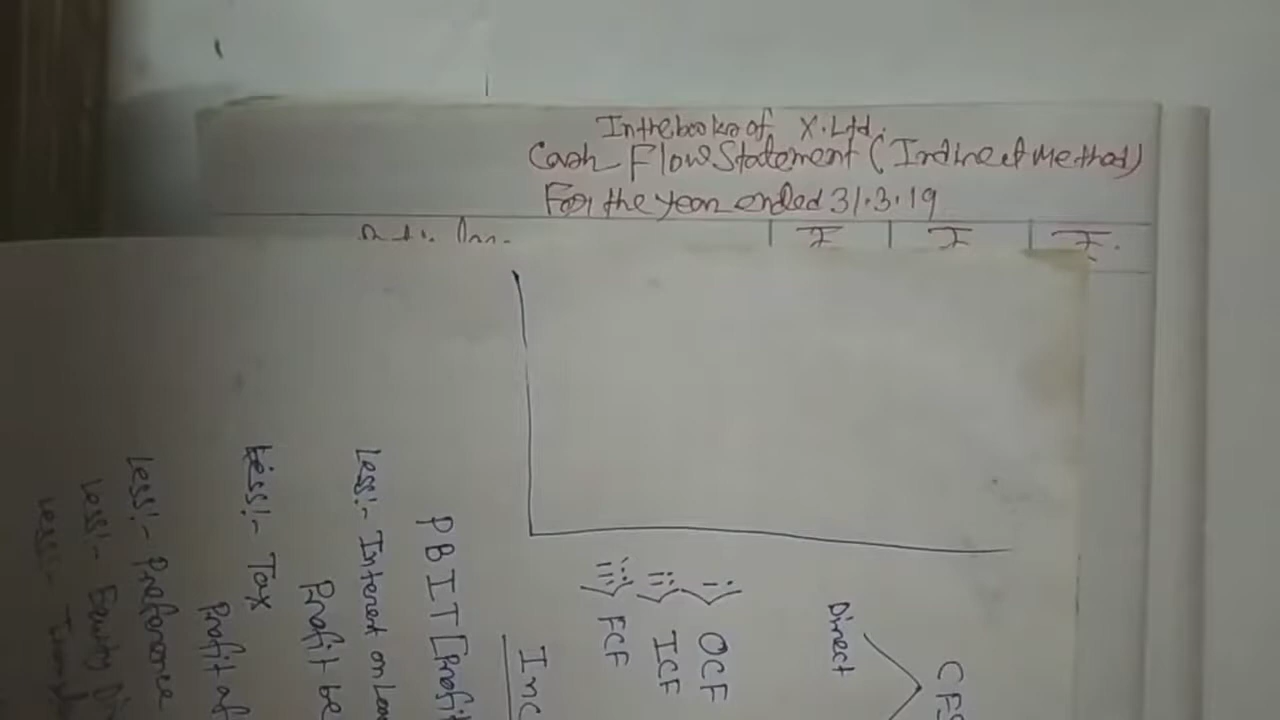 In the books of X.Ltd.
Cash Flow Statement (Indirect Method)
For the year ended 31.3.19
₹ ₹ ₹.
CFS
Direct
i) OCF
ii) ICF
iii) FCF
Inc
PBIT [Profit
Less:- Interest on Loan
Profit be
Less:- Tax
Profit af
Less:- Preference
Less:- Equity Di
Less:-